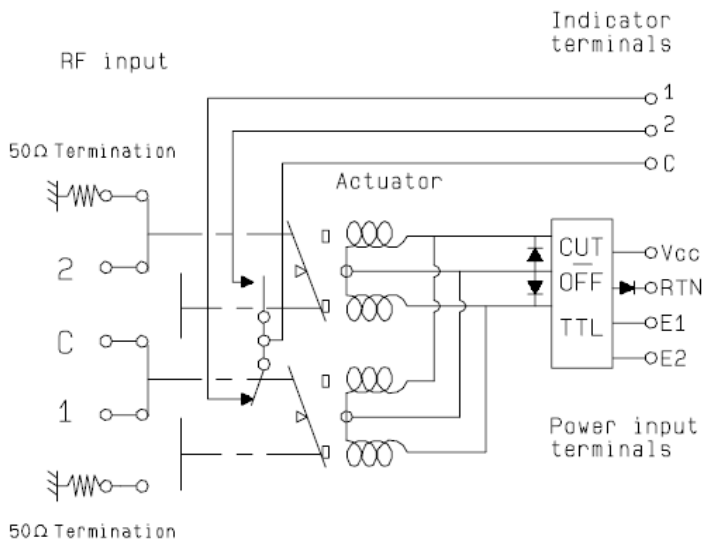 Indicator
terminals
RF input
1
2
C
50Ω Termination
Actuator
2
C
1
CUT
OFF
TTL
Vcc
RTN
E1
E2
Power input
terminals
50Ω Termination